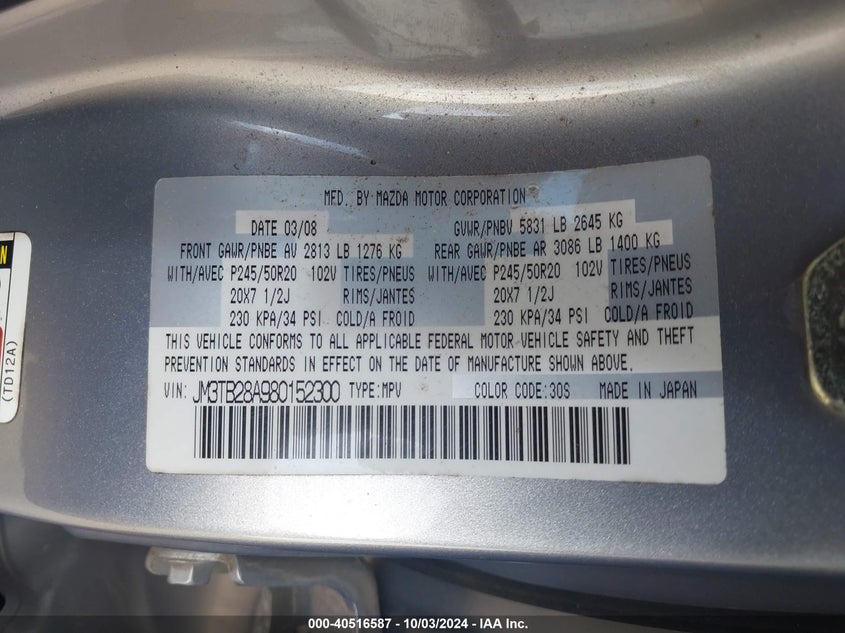 MFD. BY MAZDA MOTOR CORPORATION
DATE 03/08 GVWR/PNBV 5831 LB 2645 KG
FRONT GAWR/PNBE AV 2813 LB 1276 KG REAR GAWR/PNBE AR 3086 LB 1400 KG
WITH/AVEC P245/50R20 102V TIRES/PNEUS WITH/AVEC P245/50R20 102V TIRES/PNEUS
20X7 1/2J RIMS/JANTES 20X7 1/2J RIMS/JANTES
230 KPA/34 PSI COLD/A FROID 230 KPA/34 PSI COLD/A FROID
THIS VEHICLE CONFORMS TO ALL APPLICABLE FEDERAL MOTOR VEHICLE SAFETY AND THEFT
PREVENTION STANDARDS IN EFFECT ON THE DATE OF MANUFACTURE SHOWN ABOVE.
VIN: JM3TB28A980152300 TYPE:MPV COLOR CODE:30S MADE IN JAPAN
(TD12A)
000-40516587 - 10/03/2024 - IAA Inc.